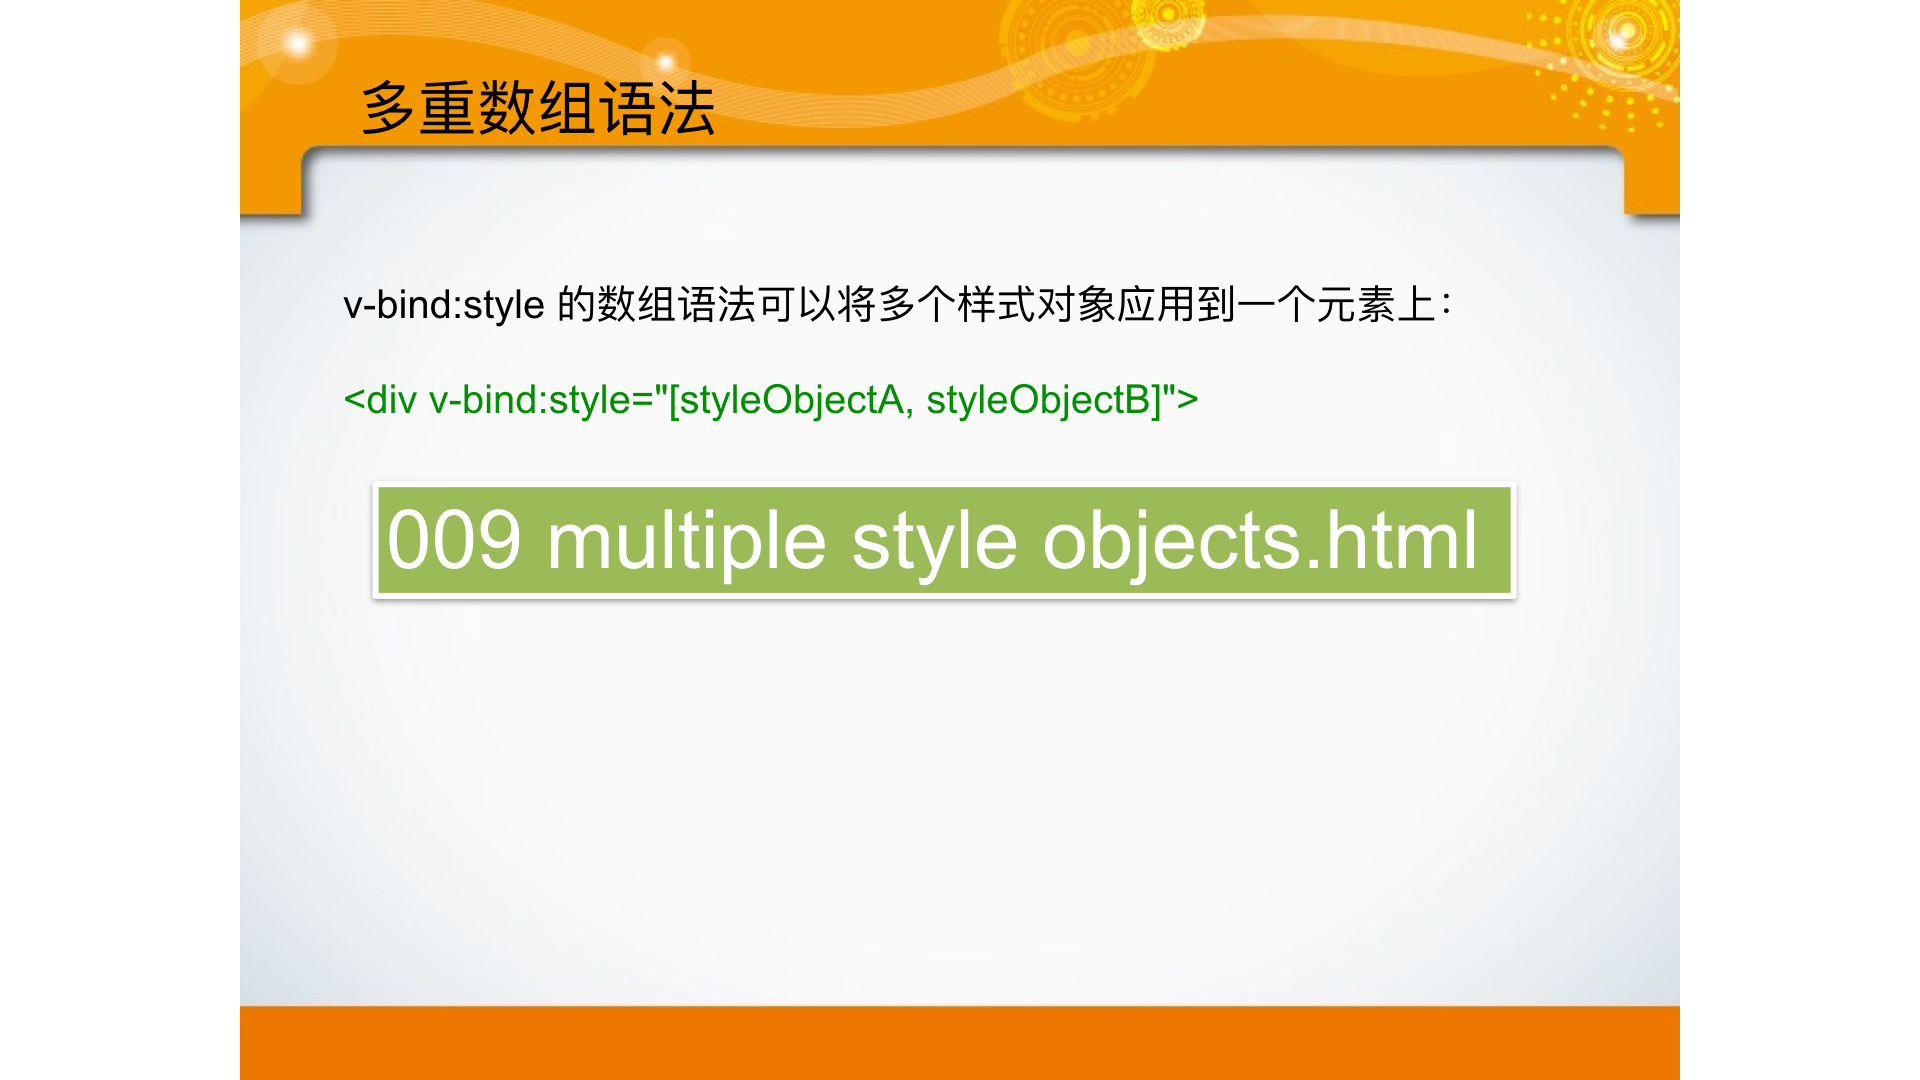 多重数组语法
v-bind:style 的数组语法可以将多个样式对象应用到一个元素上：
<div v-bind:style="[styleObjectA, styleObjectB]">
009 multiple style objects.html